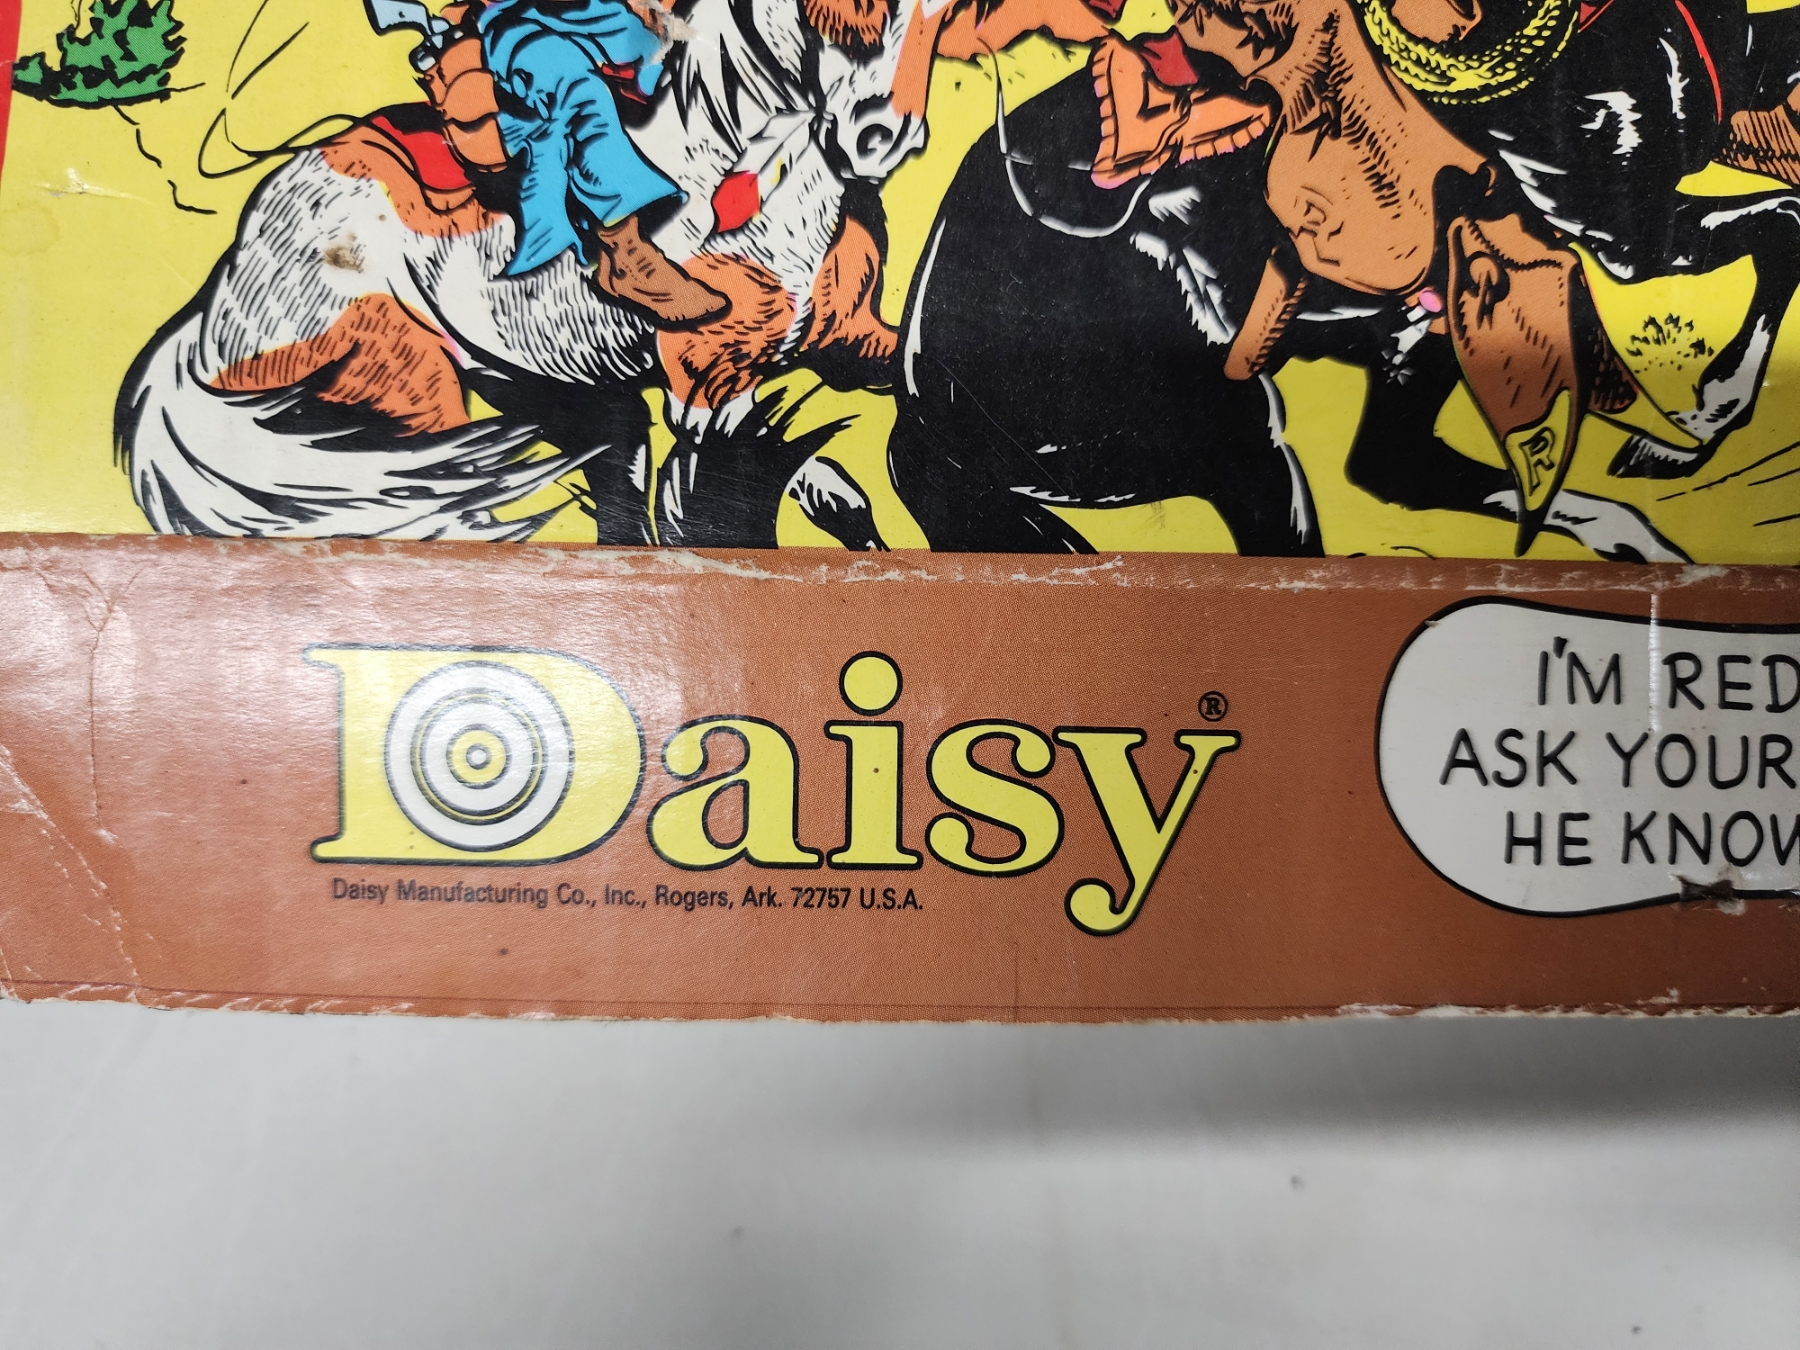 Daisy®
Daisy Manufacturing Co., Inc., Rogers, Ark. 72757 U.S.A.
I'M RED
ASK YOUR
HE KNOW
R
R